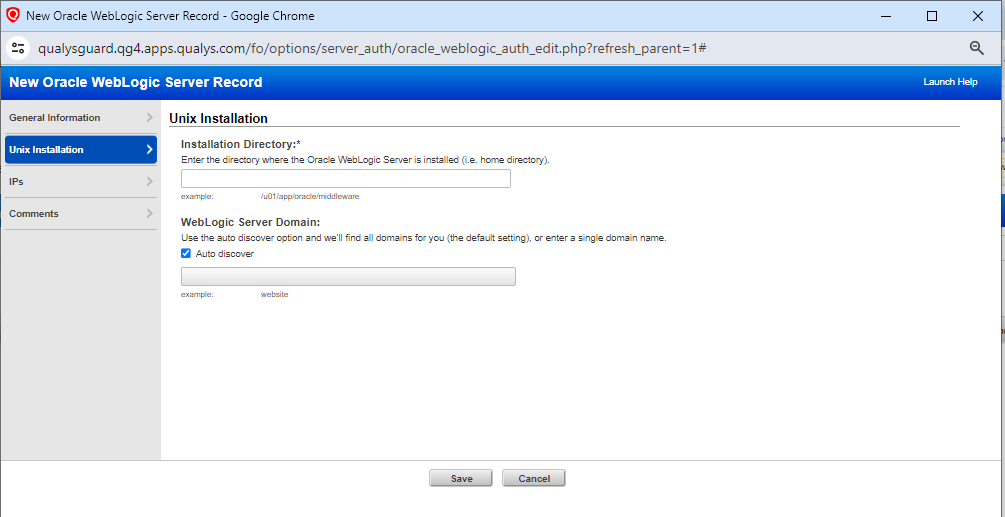 New Oracle WebLogic Server Record - Google Chrome
qualysguard.qg4.apps.qualys.com/fo/options/server_auth/oracle_weblogic_auth_edit.php?refresh_parent=1#
New Oracle WebLogic Server Record
Launch Help
General Information
Unix Installation
IPs
Comments
Unix Installation
Installation Directory:*
Enter the directory where the Oracle WebLogic Server is installed (i.e. home directory).
example: /u01/app/oracle/middleware
WebLogic Server Domain:
Use the auto discover option and we'll find all domains for you (the default setting), or enter a single domain name.
Auto discover
example: website
Save Cancel